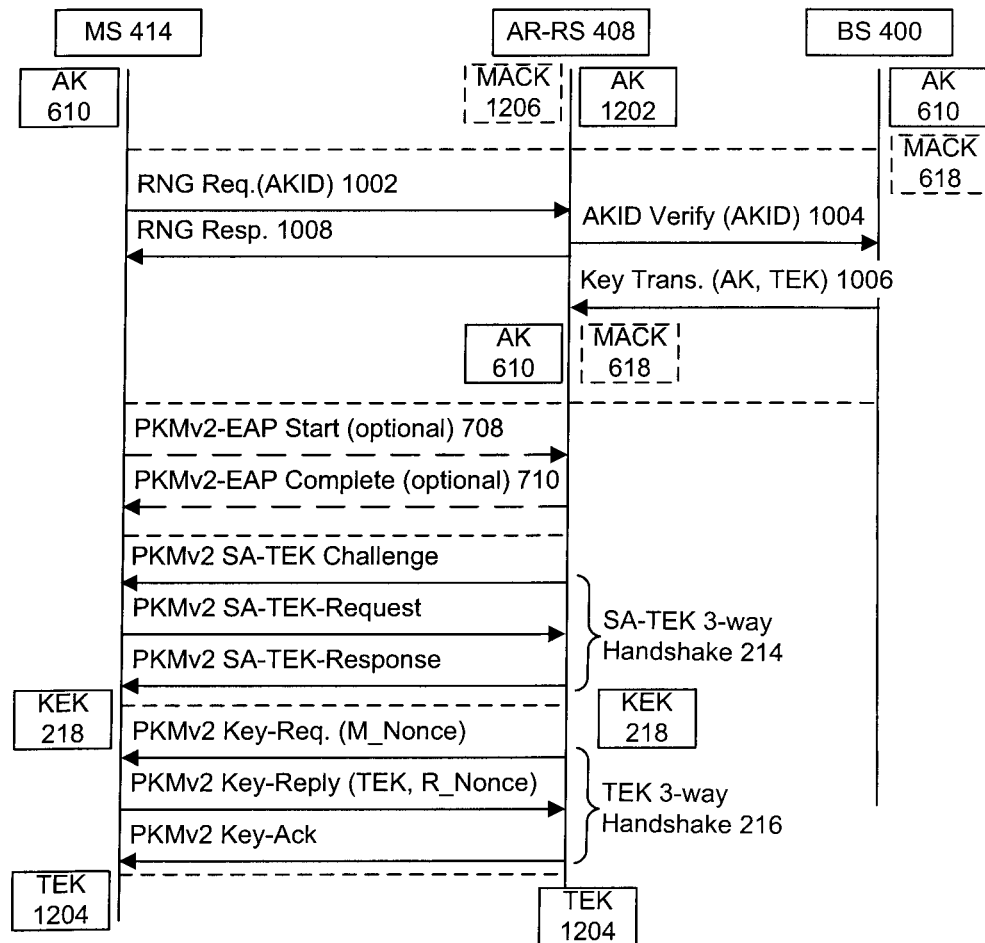 MS 414
AR-RS 408
BS 400
AK
610
MACK
1206
AK
1202
AK
610
MACK
618
RNG Req.(AKID) 1002
AKID Verify (AKID) 1004
RNG Resp. 1008
Key Trans. (AK, TEK) 1006
AK
610
MACK
618
PKMv2-EAP Start (optional) 708
PKMv2-EAP Complete (optional) 710
PKMv2 SA-TEK Challenge
PKMv2 SA-TEK-Request
PKMv2 SA-TEK-Response
SA-TEK 3-way
Handshake 214
KEK
218
KEK
218
PKMv2 Key-Req. (M_Nonce)
PKMv2 Key-Reply (TEK, R_Nonce)
PKMv2 Key-Ack
TEK 3-way
Handshake 216
TEK
1204
TEK
1204